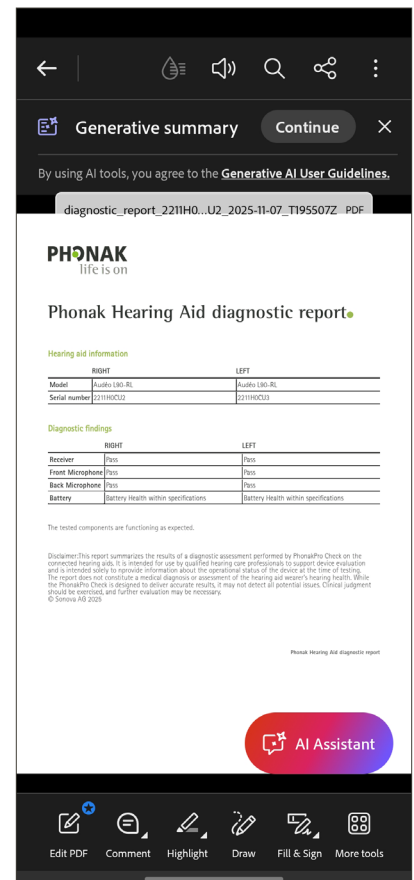 Generative summary
Continue
By using AI tools, you agree to the Generative AI User Guidelines.
diagnostic_report_2211H0...U2_2025-11-07_T195507Z PDF
PHONAK
life is on
Phonak Hearing Aid diagnostic report
Hearing aid information
RIGHT LEFT
Model Audéo L90-RL Audéo L90-RL
Serial number 2211H0CU2 2211H0CU3
Diagnostic findings
RIGHT LEFT
Receiver Pass Pass
Front Microphone Pass Pass
Back Microphone Pass Pass
Battery Battery Health within specifications Battery Health within specifications
The tested components are functioning as expected.
Disclaimer:This report summarizes the results of a diagnostic assessment performed by PhonakPro Check on the
connected hearing aids. It is intended for use by qualified hearing care professionals to support device evaluation
and is intended solely to nprovide information about the operational status of the device at the time of testing.
The report does not constitute a medical diagnosis or assessment of the hearing aid wearer's hearing health. While
the PhonakPro Check is designed to deliver accurate results, it may not detect all potential issues. Clinical judgment
should be exercised, and further evaluation may be necessary.
© Sonova AG 2025
Phonak Hearing Aid diagnostic report
AI Assistant
Edit PDF Comment Highlight Draw Fill & Sign More tools